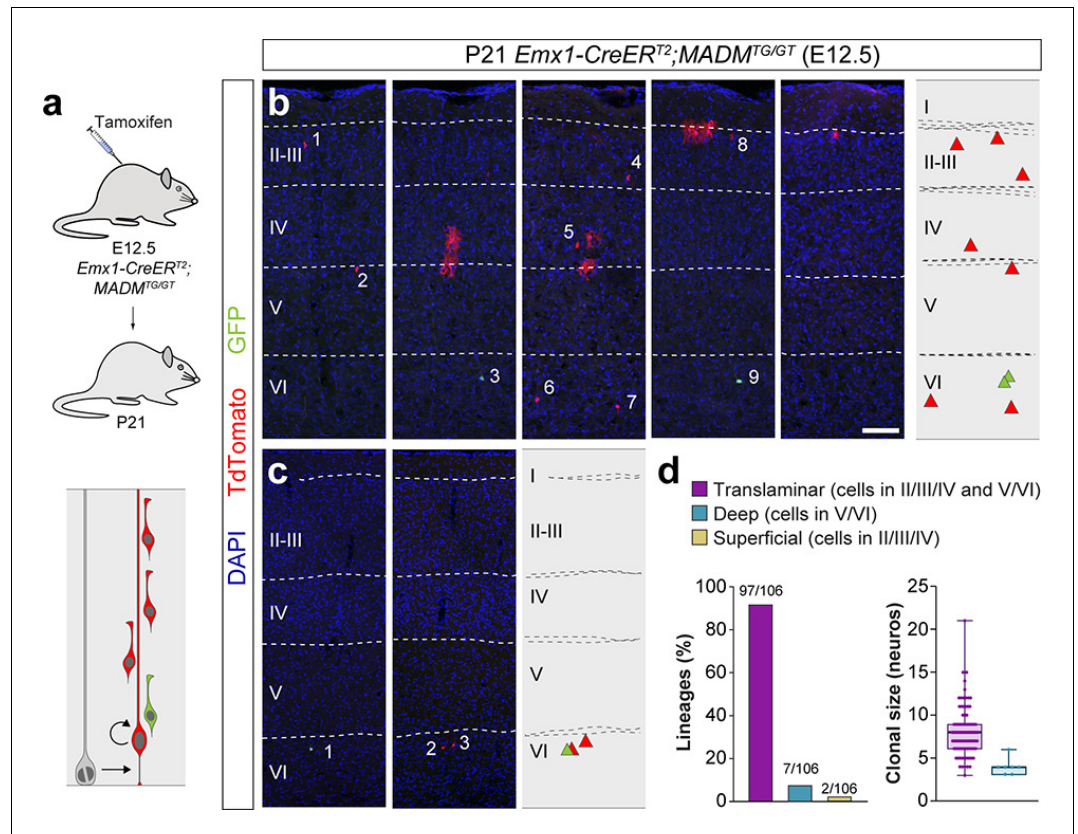 P21 Emx1-CreER^T2;MADM^TG/GT (E12.5)
a
Tamoxifen
E12.5
Emx1-CreER^T2;
MADM^TG/GT
P21
DAPI TdTomato GFP
b
II-III
IV
V
VI
1
2
3
4
5
6
7
8
9
I
II-III
IV
V
VI
c
II-III
IV
V
VI
1
2
3
I
II-III
IV
V
VI
d
Translaminar (cells in II/III/IV and V/VI)
Deep (cells in V/VI)
Superficial (cells in II/III/IV)
Lineages (%)
100
80
60
40
20
0
97/106
7/106
2/106
Clonal size (neuros)
25
20
15
10
5
0